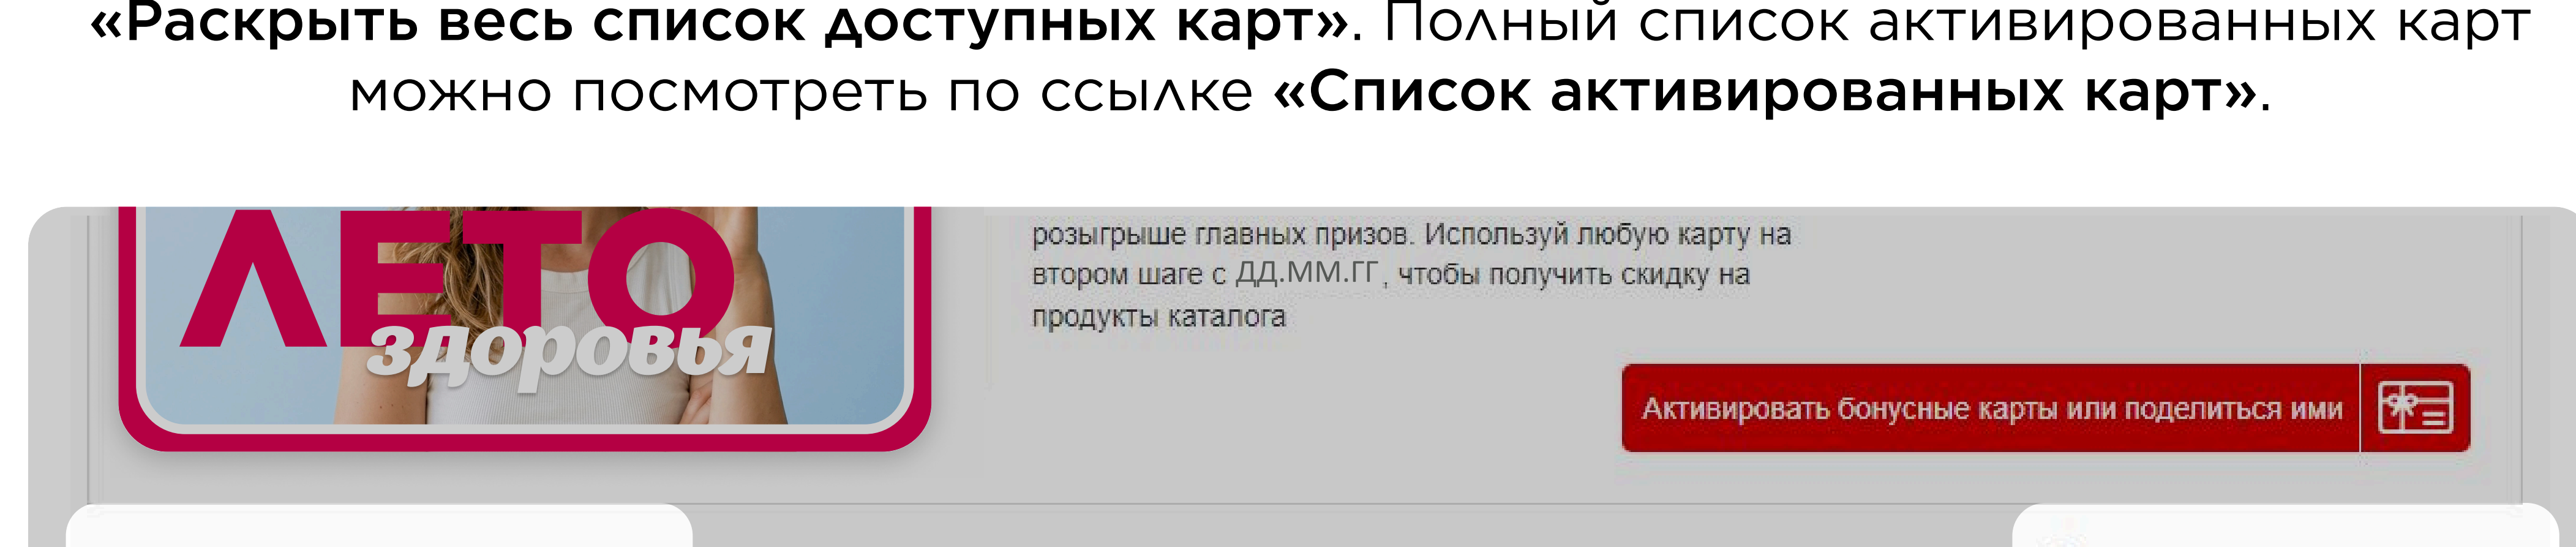 «Раскрыть весь список доступных карт». Полный список активированных карт
можно посмотреть по ссылке «Список активированных карт».
ЛЕТО
здоровья
розыгрыше главных призов. Используй любую карту на
втором шаге с ДД.ММ.ГГ, чтобы получить скидку на
продукты каталога
Активировать бонусные карты или поделиться ими